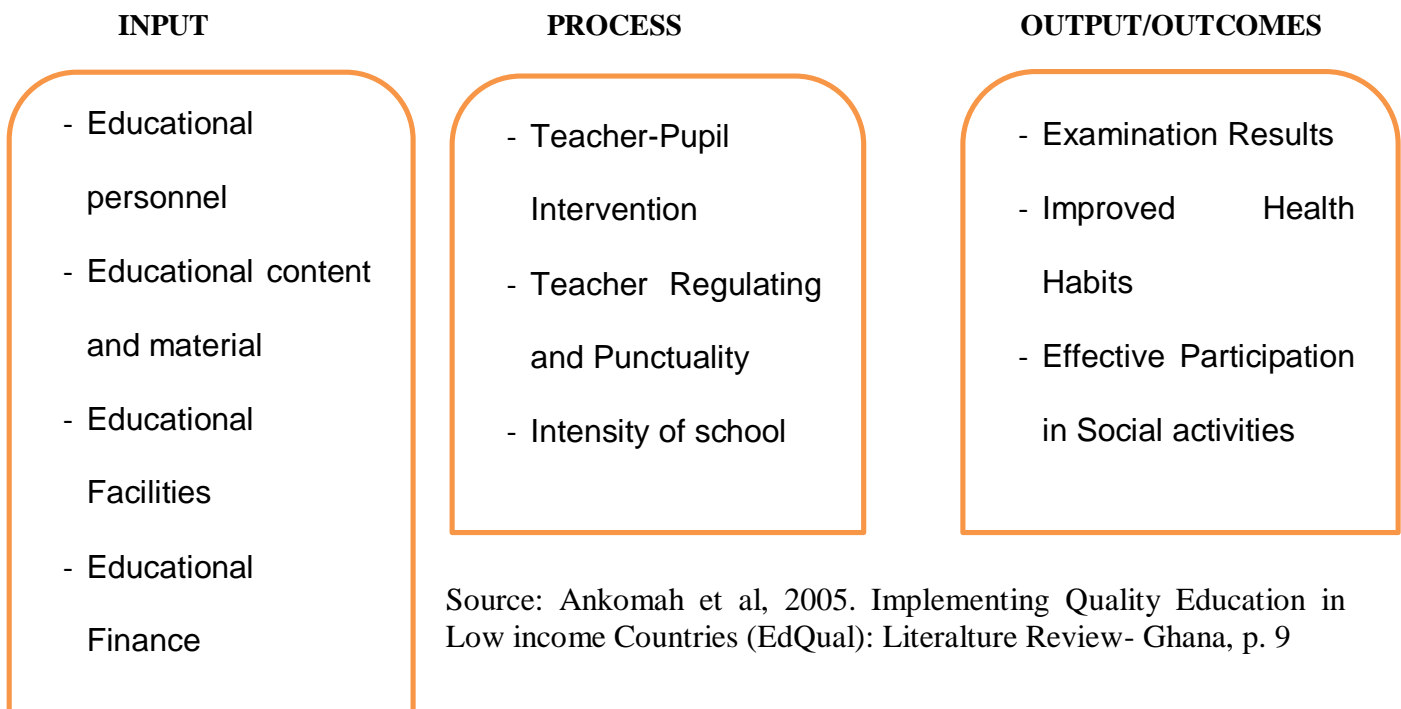 INPUT
PROCESS
OUTPUT/OUTCOMES
- Educational
personnel
- Educational content
and material
- Educational
Facilities
- Educational
Finance
- Teacher-Pupil
Intervention
- Teacher Regulating
and Punctuality
- Intensity of school
- Examination Results
- Improved Health
Habits
- Effective Participation
in Social activities
Source: Ankomah et al, 2005. Implementing Quality Education in
Low income Countries (EdQual): Literalture Review- Ghana, p. 9